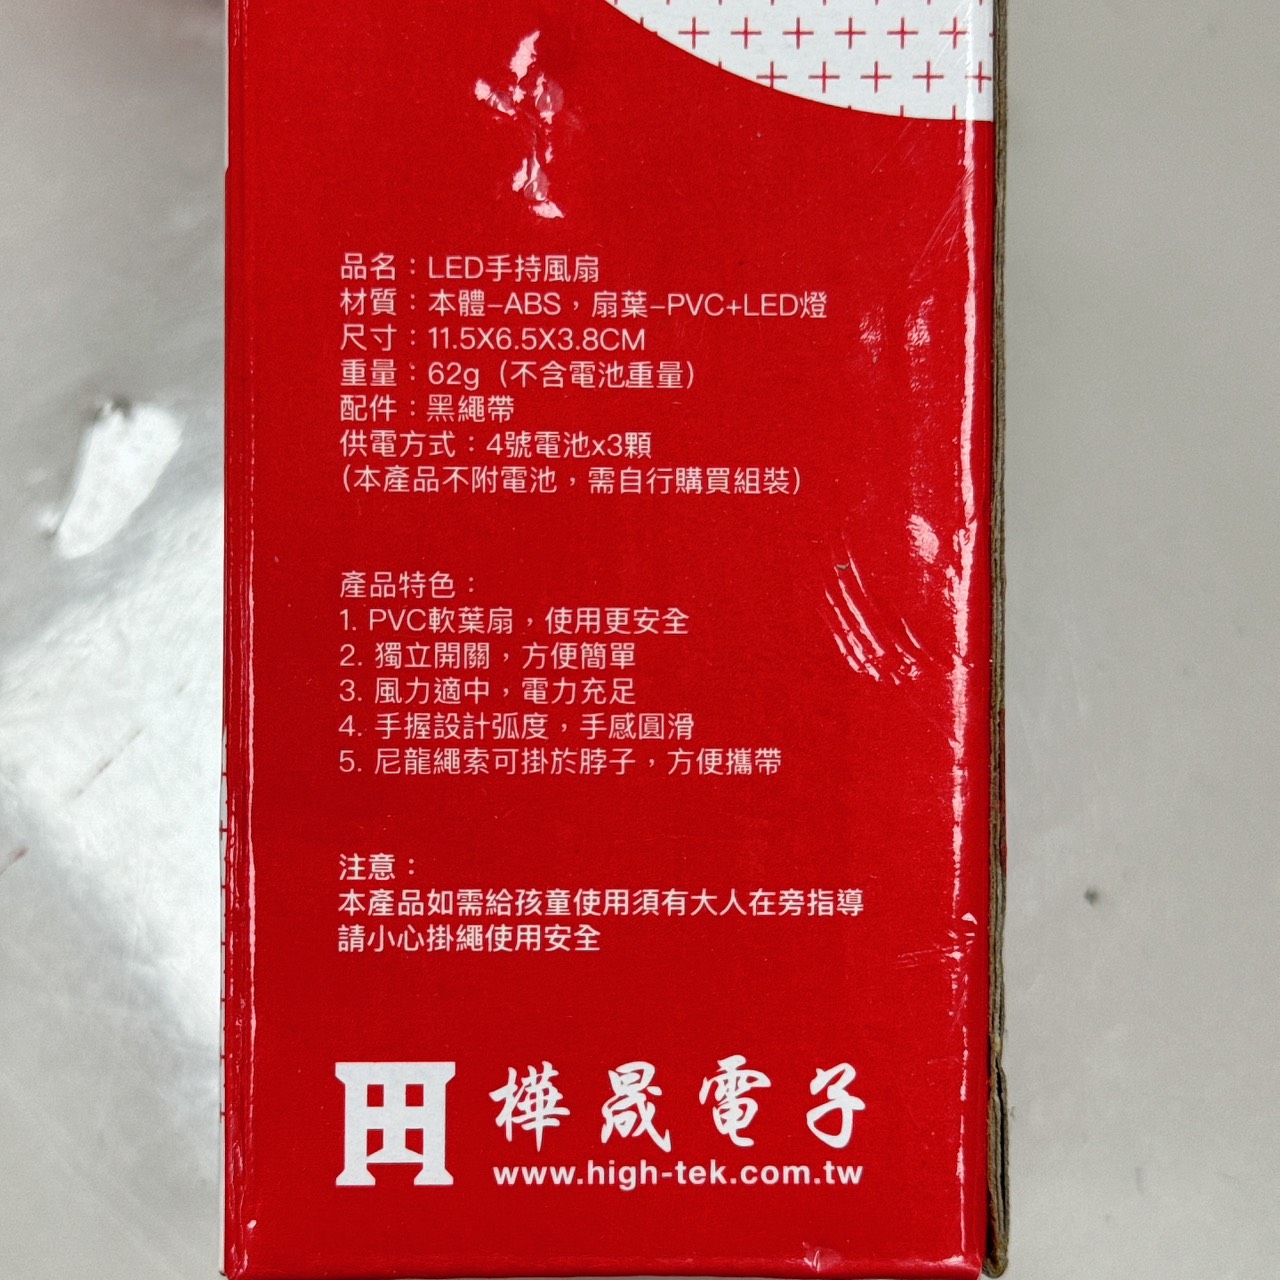 品名：LED手持風扇
材質：本體-ABS，扇葉-PVC+LED燈
尺寸：11.5X6.5X3.8CM
重量：62g（不含電池重量）
配件：黑繩帶
供電方式：4號電池x3顆
（本產品不附電池，需自行購買組裝）
產品特色：
1. PVC軟葉扇，使用更安全
2. 獨立開關，方便簡單
3. 風力適中，電力充足
4. 手握設計弧度，手感圓滑
5. 尼龍繩索可掛於脖子，方便攜帶
注意：
本產品如需給孩童使用須有大人在旁指導
請小心掛繩使用安全
樺晟電子
www.high-tek.com.tw